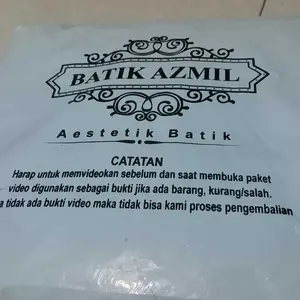 BATIK AZMIL
Aestetik Batik
CATATAN
Harap untuk memvideokan sebelum dan saat membuka paket
video digunakan sebagai bukti jika ada barang, kurang/salah.
a tidak ada bukti video maka tidak bisa kami proses pengembalian